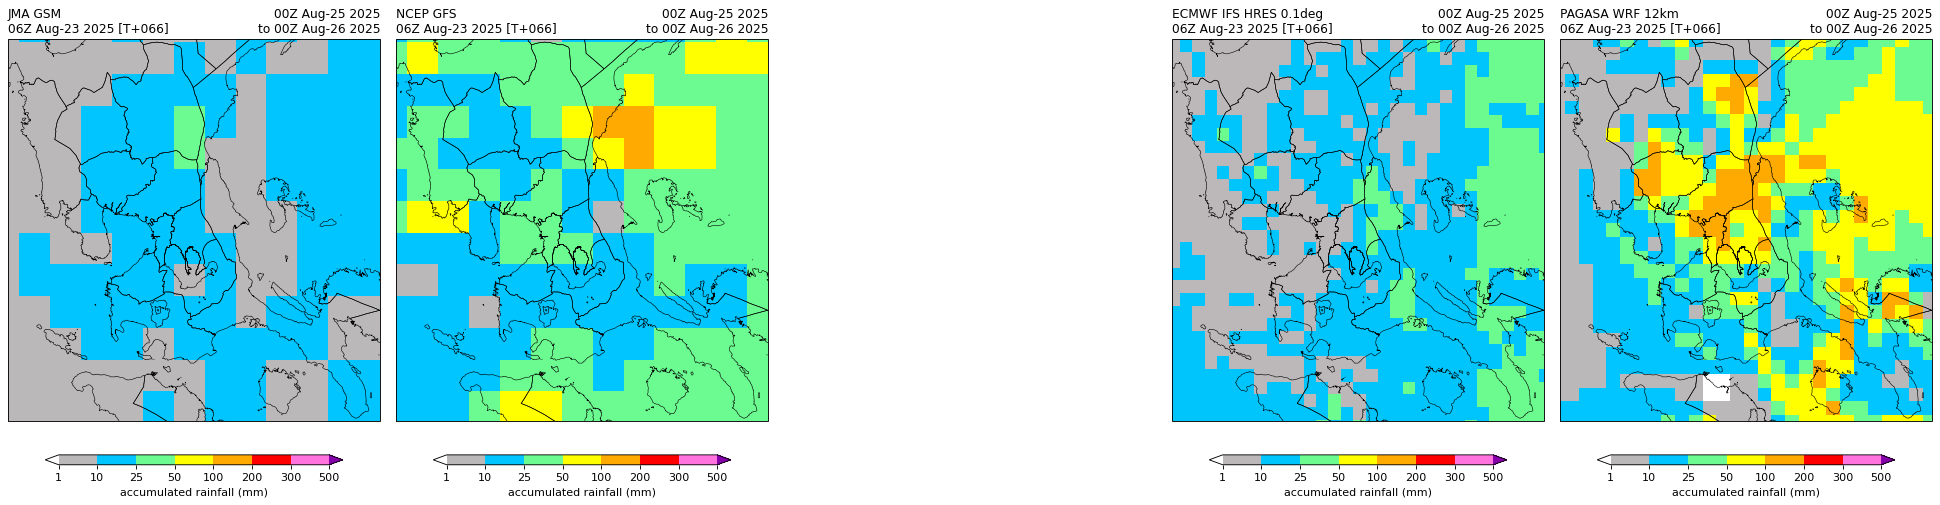 JMA GSM 00Z Aug-25 2025
06Z Aug-23 2025 [T+066] to 00Z Aug-26 2025
1 10 25 50 100 200 300 500
accumulated rainfall (mm)
NCEP GFS 00Z Aug-25 2025
06Z Aug-23 2025 [T+066] to 00Z Aug-26 2025
1 10 25 50 100 200 300 500
accumulated rainfall (mm)
ECMWF IFS HRES 0.1deg 00Z Aug-25 2025
06Z Aug-23 2025 [T+066] to 00Z Aug-26 2025
1 10 25 50 100 200 300 500
accumulated rainfall (mm)
PAGASA WRF 12km 00Z Aug-25 2025
06Z Aug-23 2025 [T+066] to 00Z Aug-26 2025
1 10 25 50 100 200 300 500
accumulated rainfall (mm)